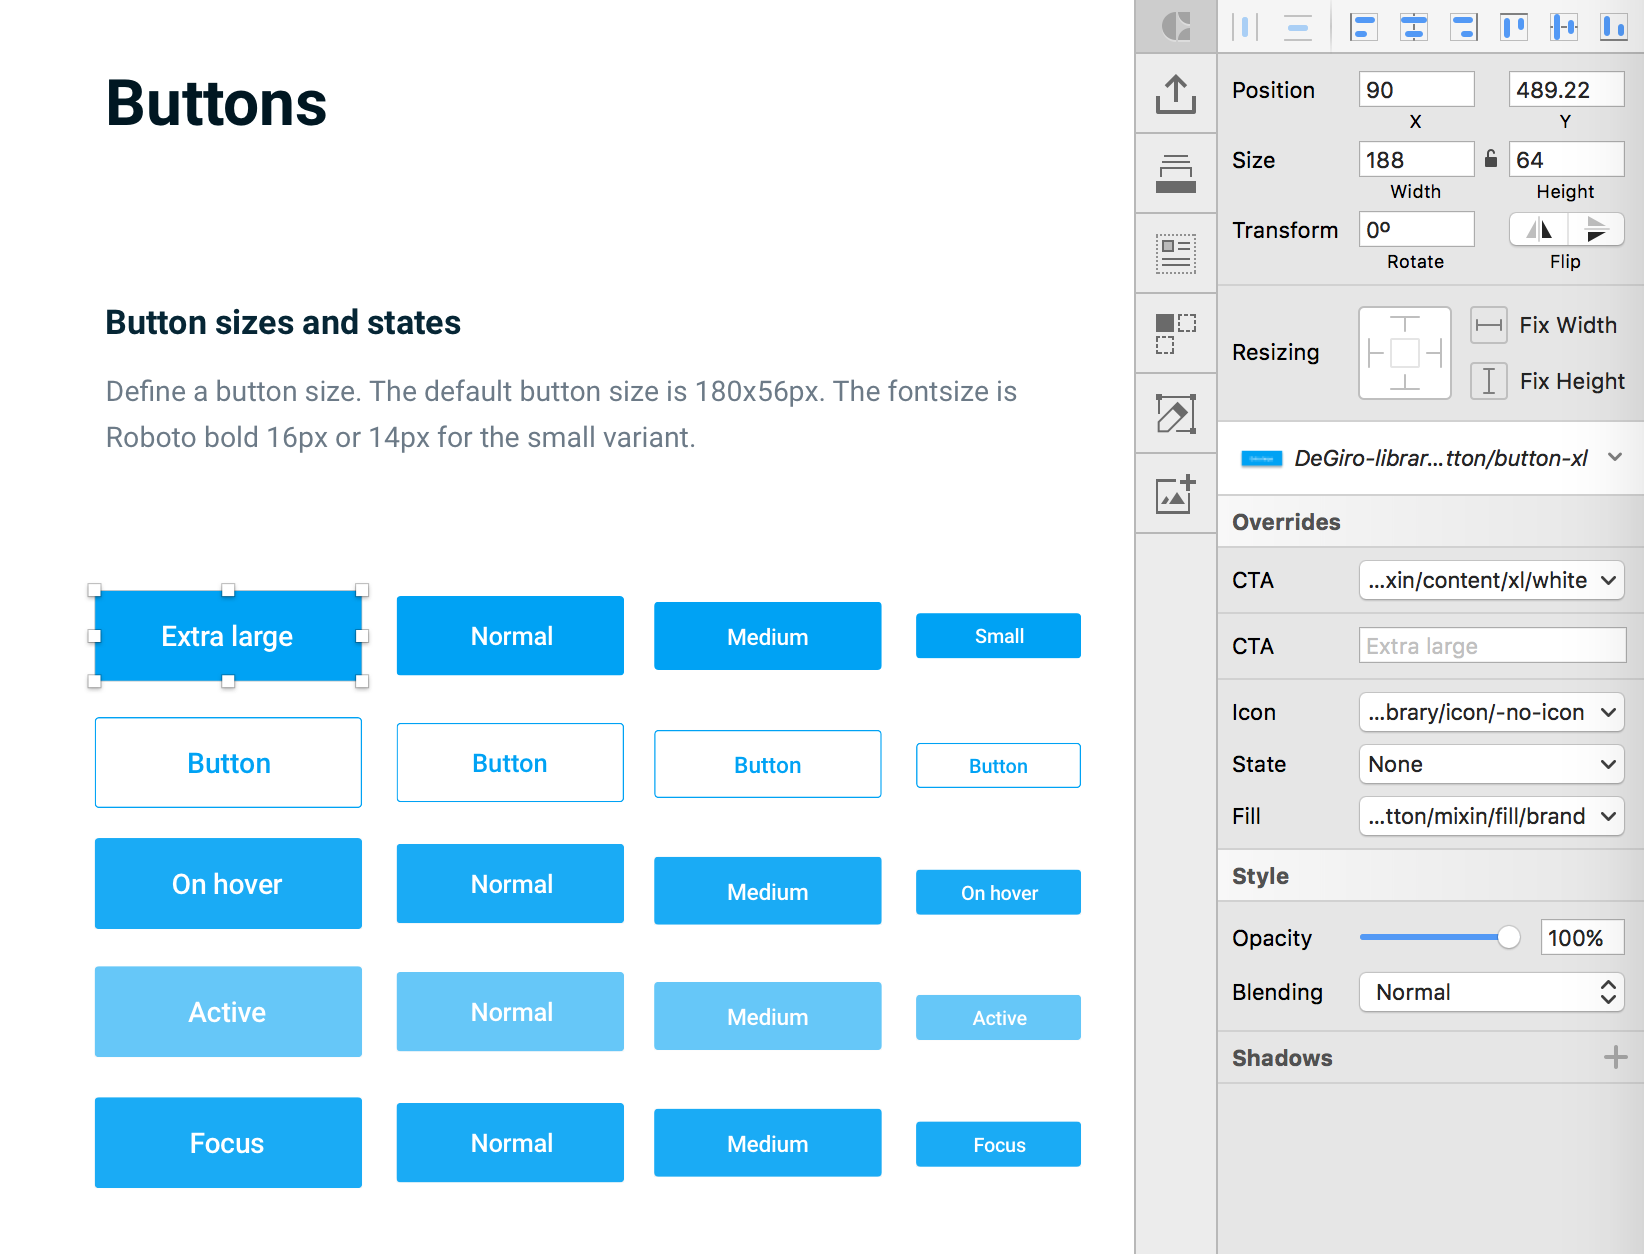 Buttons
Button sizes and states
Define a button size. The default button size is 180x56px. The fontsize is
Roboto bold 16px or 14px for the small variant.
Extra large
Normal
Medium
Small
Button
Button
Button
Button
On hover
Normal
Medium
On hover
Active
Normal
Medium
Active
Focus
Normal
Medium
Focus
Position
90
489.22
X
Y
Size
188
64
Width
Height
Transform
0º
Rotate
Flip
Resizing
Fix Width
Fix Height
DeGiro-librar...tton/button-xl
Overrides
CTA
...xin/content/xl/white
CTA
Extra large
Icon
...brary/icon/-no-icon
State
None
Fill
...tton/mixin/fill/brand
Style
Opacity
100%
Blending
Normal
Shadows